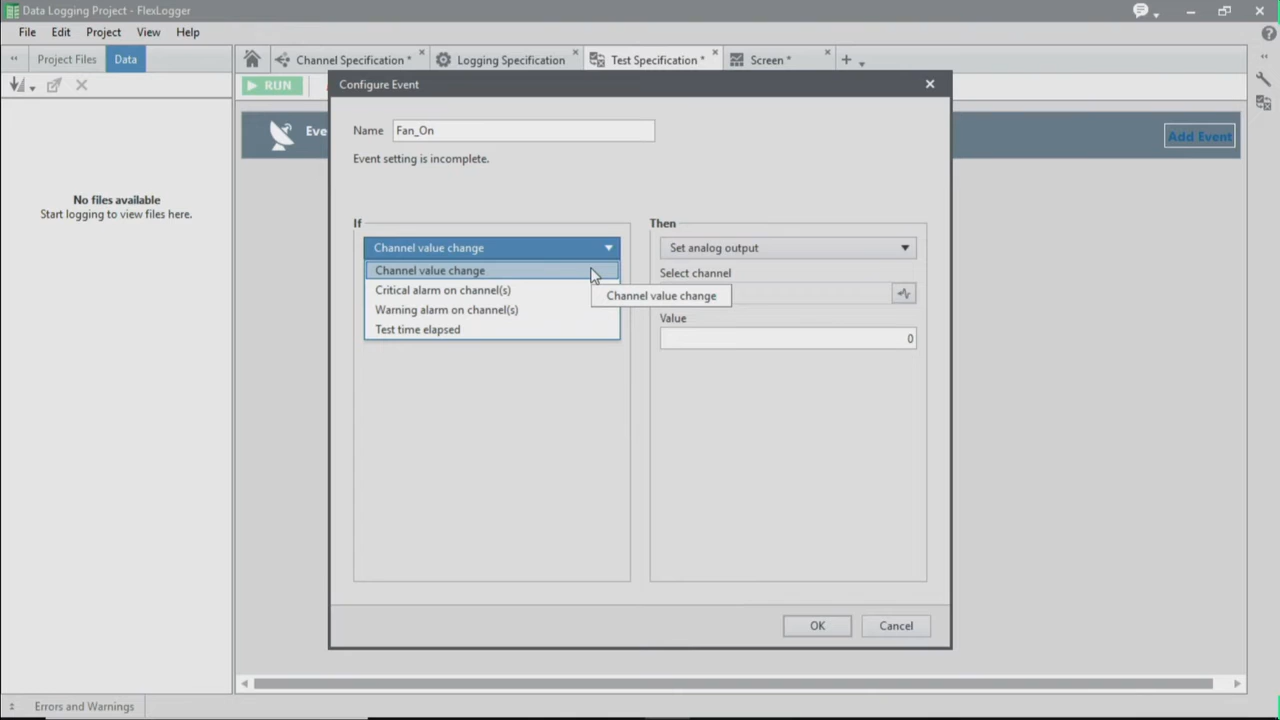 Data Logging Project - FlexLogger
File Edit Project View Help
Project Files Data
Channel Specification * × Logging Specification × Test Specification * × Screen * × +
RUN
No files available
Start logging to view files here.
Eve
Add Event
Configure Event
Name Fan_On
Event setting is incomplete.
If
Channel value change
Channel value change
Critical alarm on channel(s)
Warning alarm on channel(s)
Test time elapsed
Channel value change
Then
Set analog output
Select channel
Value
0
OK Cancel
Errors and Warnings